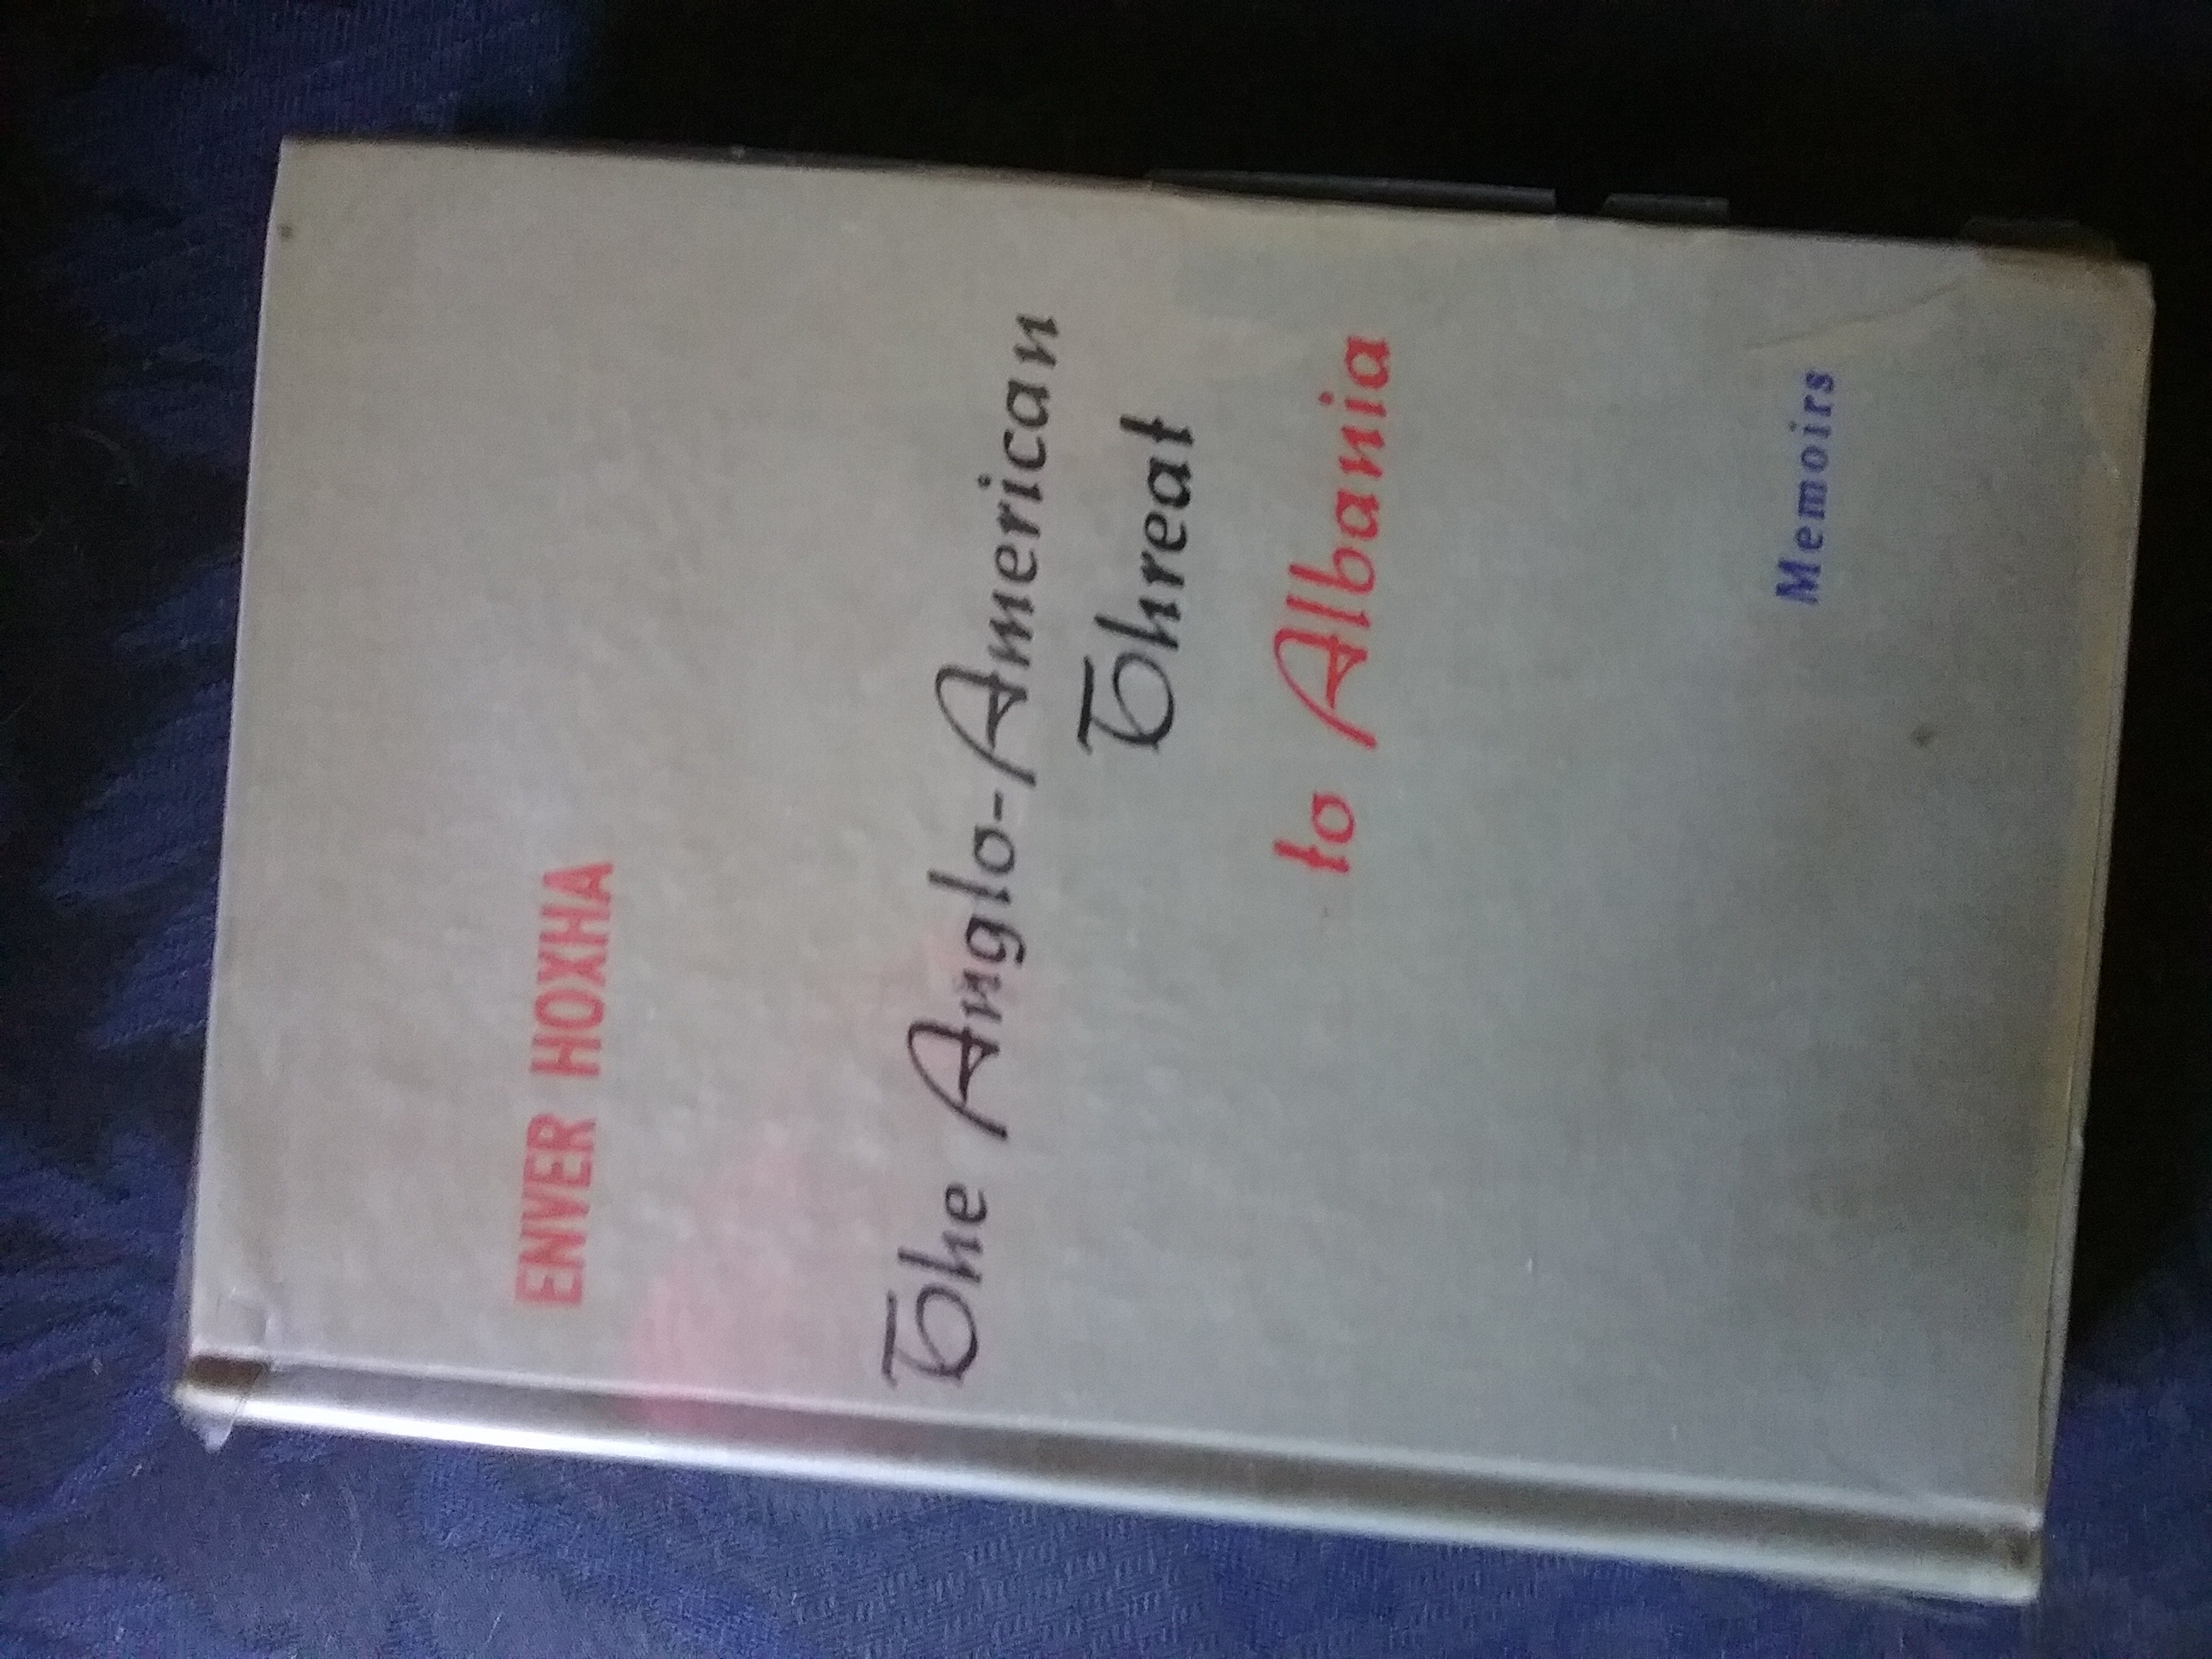 ENVER HOXHA
The Anglo-American
Threat
to Albania
Memoirs